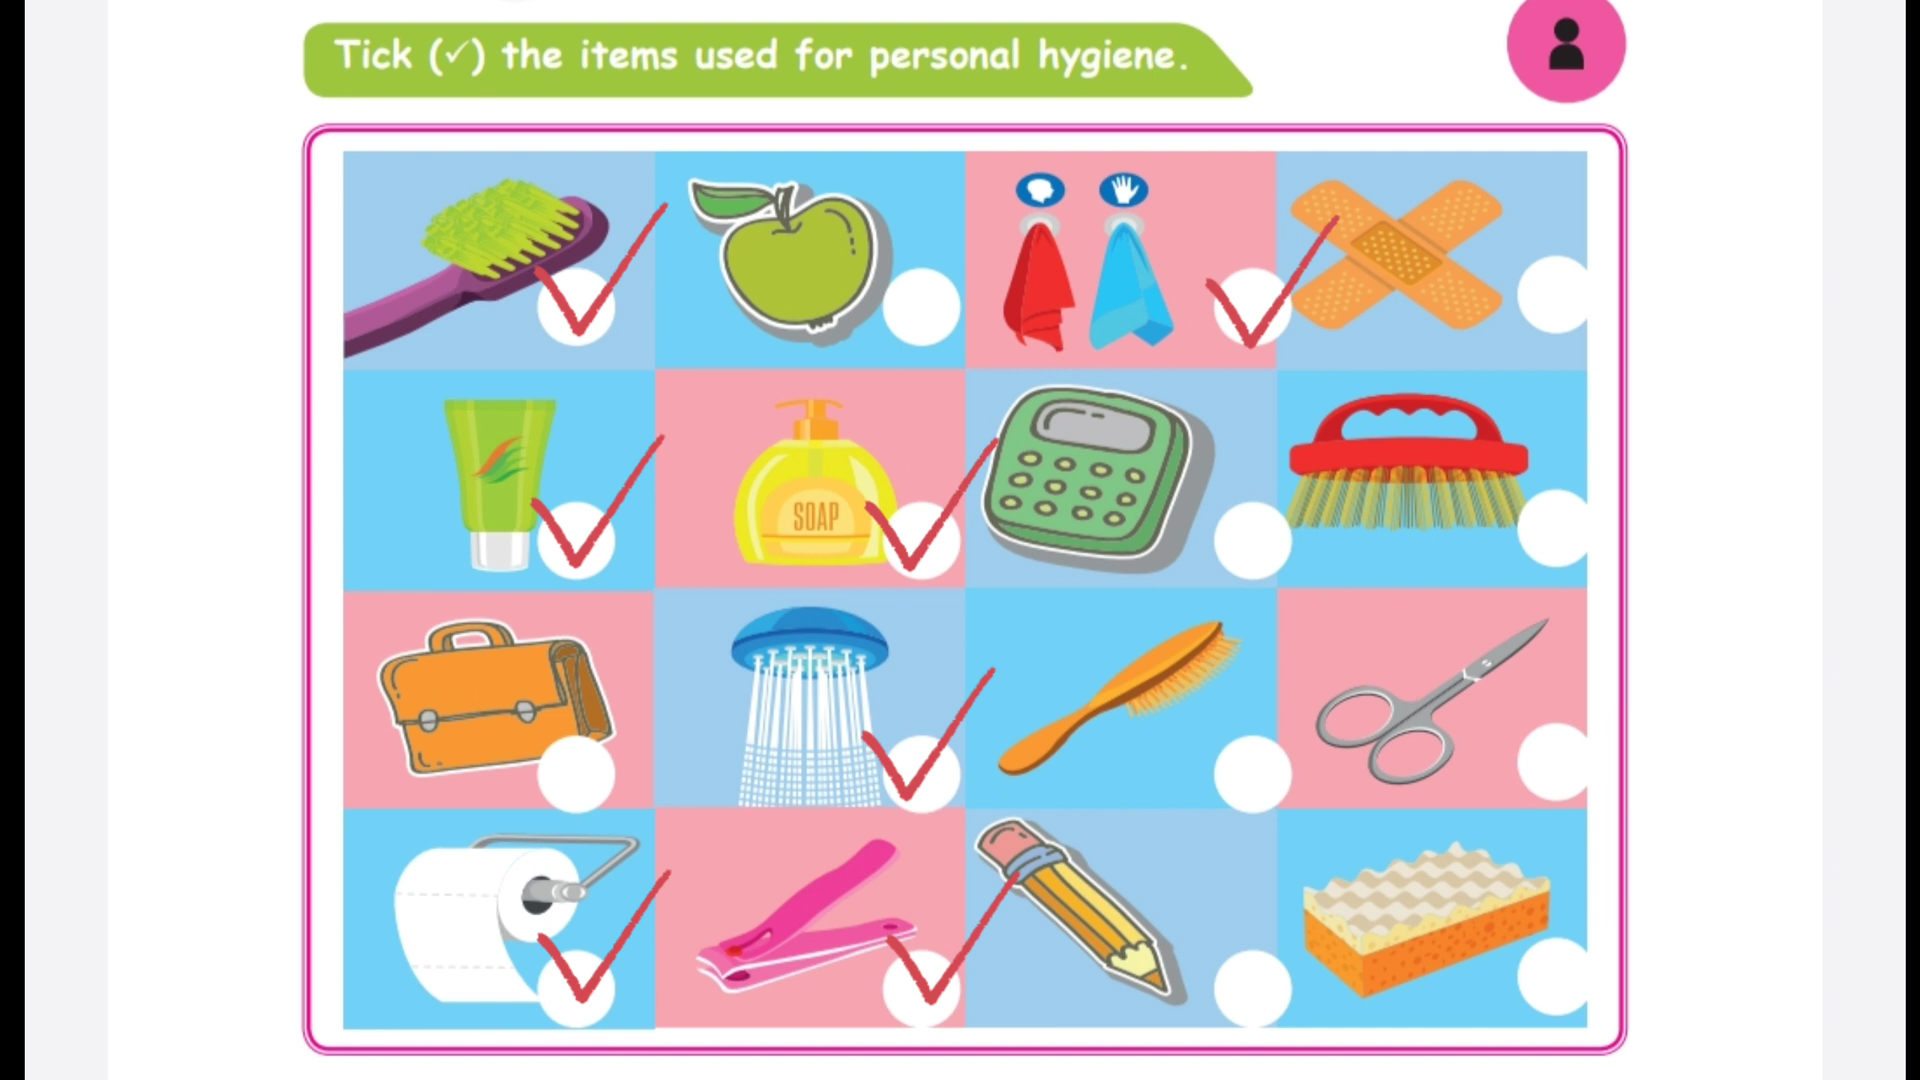 Tick (✓) the items used for personal hygiene.
SOAP